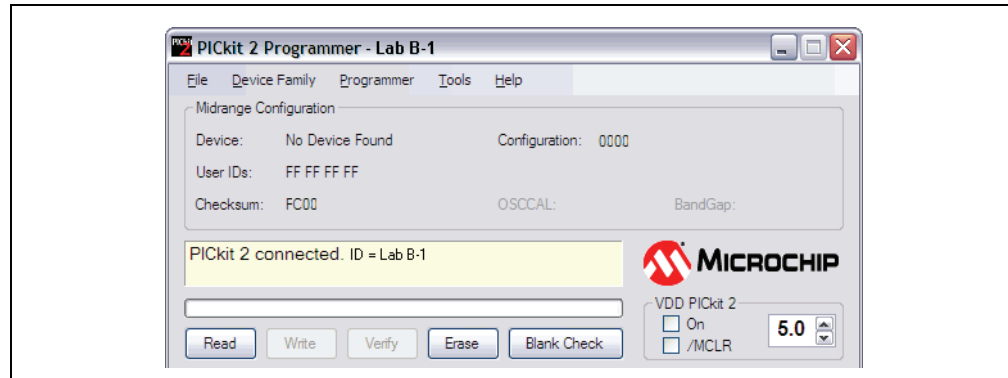 PICkit 2 Programmer - Lab B-1
File Device Family Programmer Tools Help
Midrange Configuration
Device: No Device Found Configuration: 0000
User IDs: FF FF FF FF
Checksum: FC00 OSCCAL: BandGap:
PICkit 2 connected. ID = Lab B-1
MICROCHIP
VDD PICkit 2
On
/MCLR
5.0
Read Write Verify Erase Blank Check